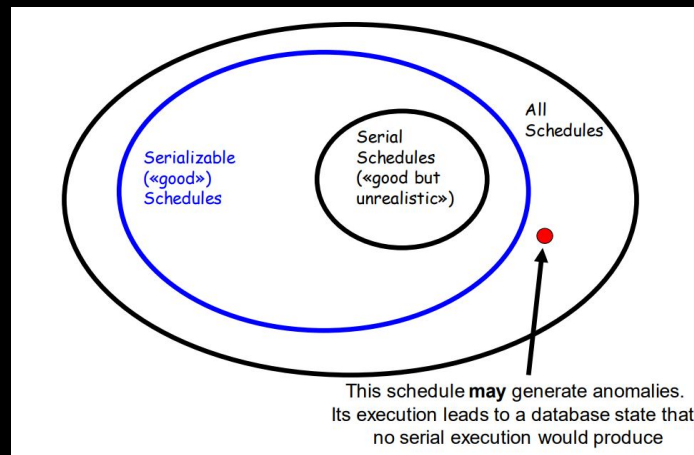 All
Schedules
Serializable
(«good»)
Schedules
Serial
Schedules
(«good but
unrealistic»)
This schedule may generate anomalies.
Its execution leads to a database state that
no serial execution would produce